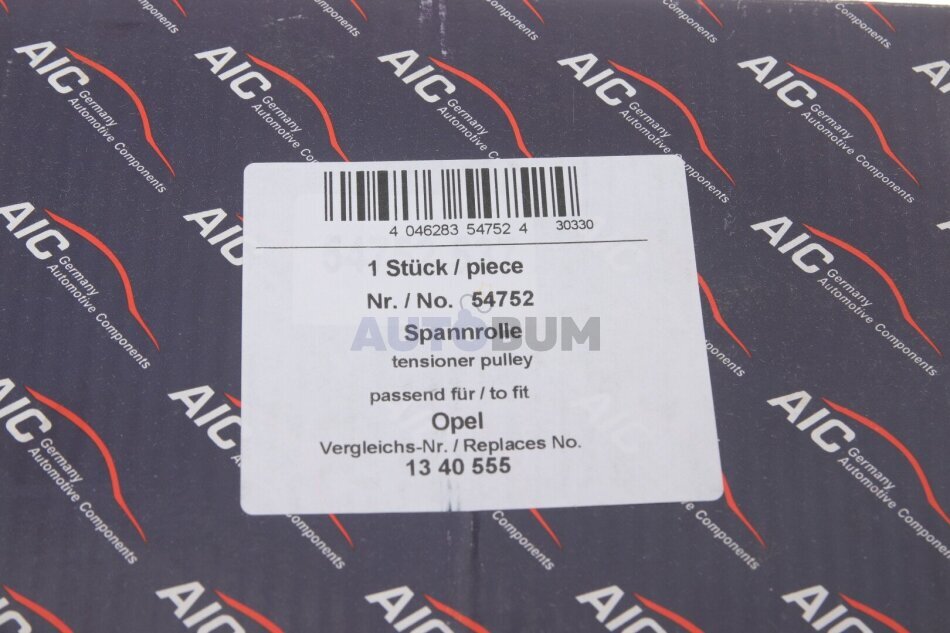 AIC Germany Automotive Components
4 046283 54752 4 30330
1 Stück / piece
Nr. / No. 54752
Spannrolle
AUTOBUM
tensioner pulley
passend für / to fit
Opel
Vergleichs-Nr. / Replaces No.
13 40 555